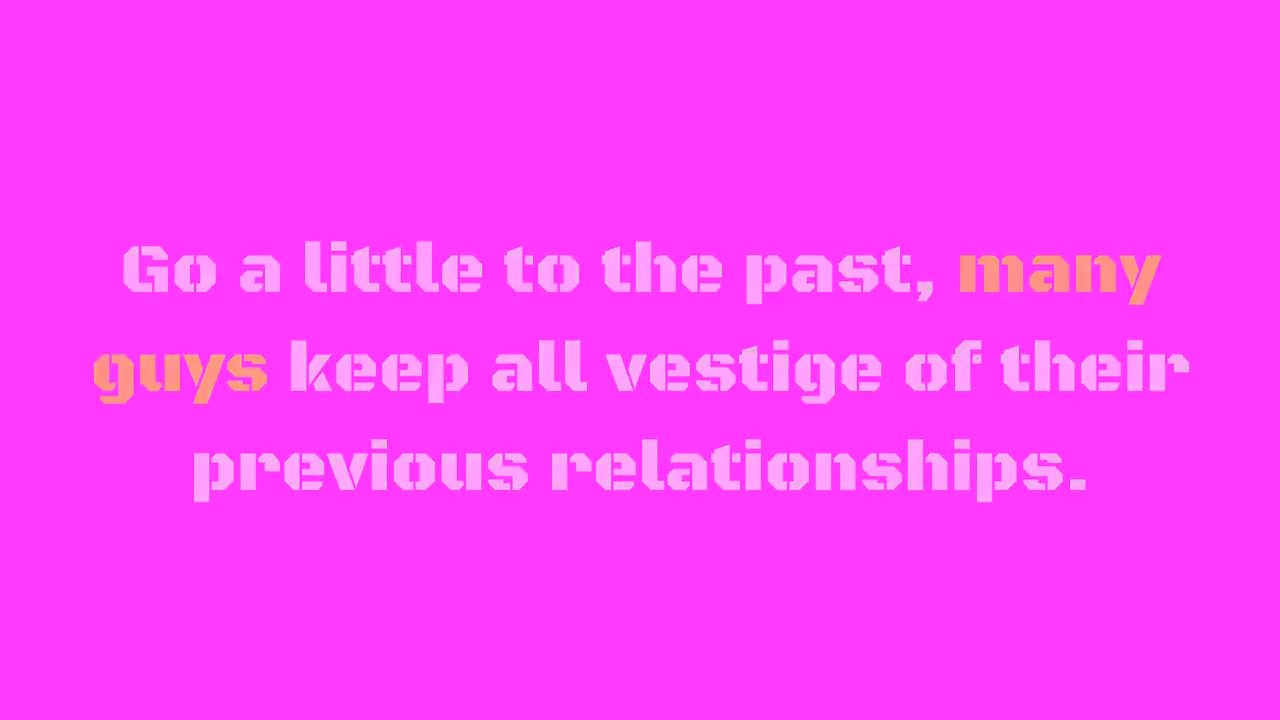 Go a little to the past, many
guys keep all vestige of their
previous relationships.